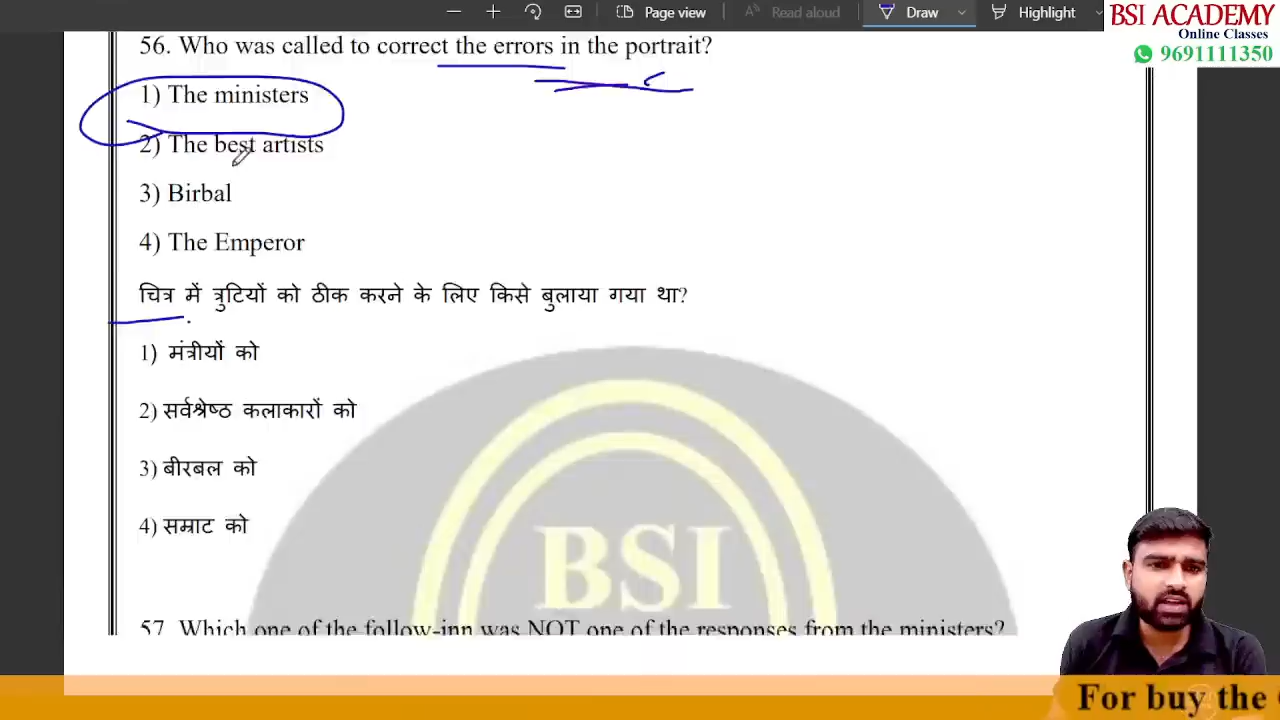 Page view
Read aloud
Draw
Highlight
BSI ACADEMY
Online Classes
9691111350
56. Who was called to correct the errors in the portrait?
1) The ministers
2) The best artists
3) Birbal
4) The Emperor
चित्र में त्रुटियों को ठीक करने के लिए किसे बुलाया गया था?
1) मंत्रीयों को
2) सर्वश्रेष्ठ कलाकारों को
3) बीरबल को
4) सम्राट को
BSI
57. Which one of the follow-inn was NOT one of the responses from the ministers?
For buy the